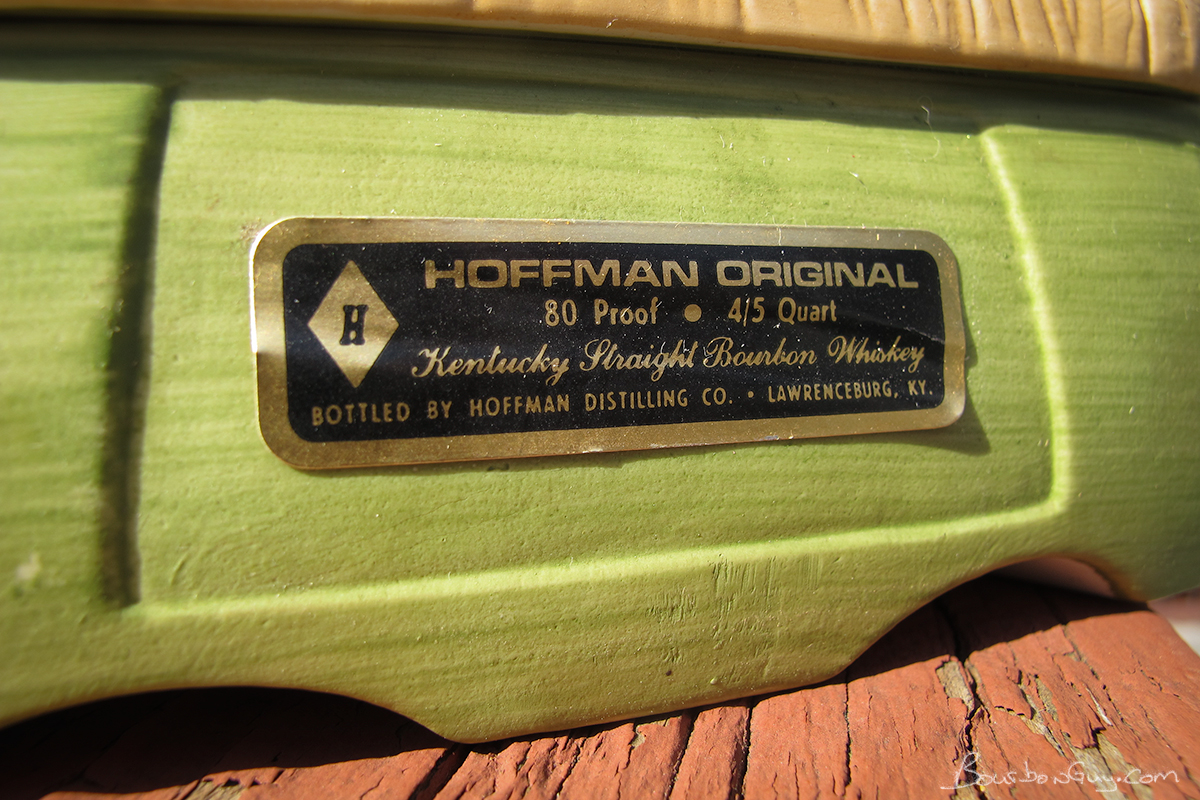 H
HOFFMAN ORIGINAL
80 Proof • 4/5 Quart
Kentucky Straight Bourbon Whiskey
BOTTLED BY HOFFMAN DISTILLING CO. • LAWRENCEBURG, KY.
BourbonGuy.com